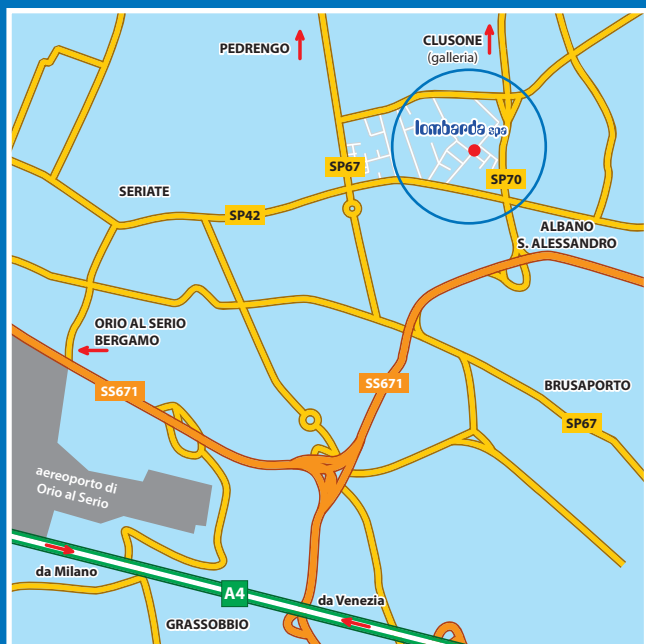 PEDRENGO
CLUSONE
(galleria)
lombarda spa
SP67
SP70
SERIATE
SP42
ALBANO
S. ALESSANDRO
ORIO AL SERIO
BERGAMO
SS671
SS671
BRUSAPORTO
SP67
aereoporto di
Orio al Serio
da Milano
A4
da Venezia
GRASSOBBIO